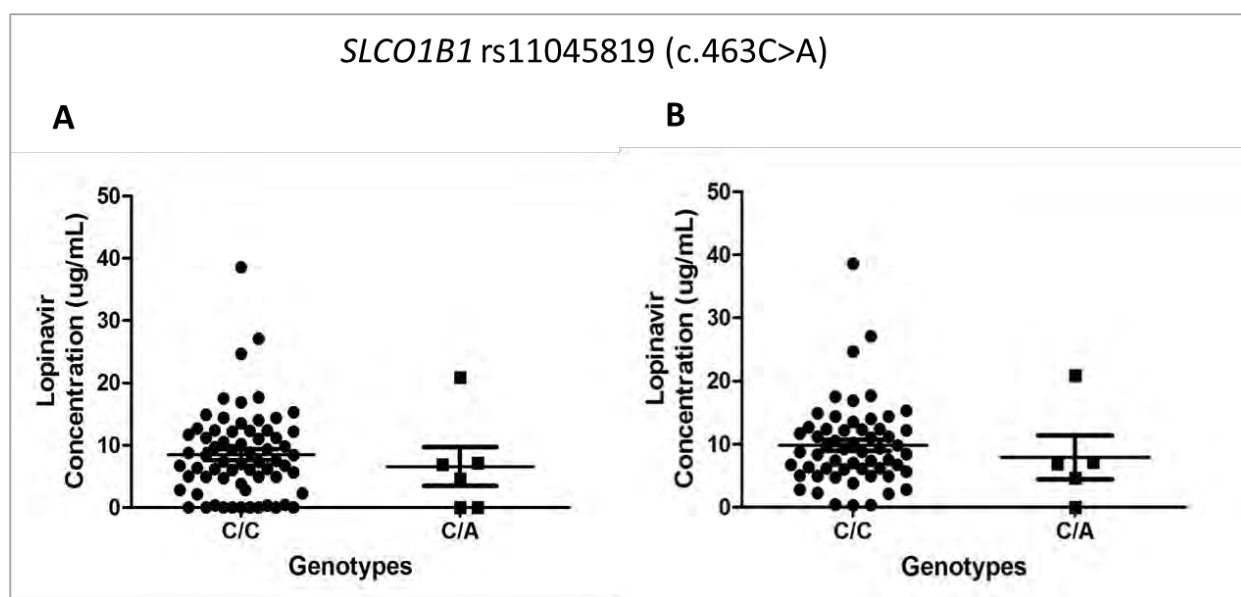 SLCO1B1 rs11045819 (c.463C>A)
A
50
40
30
20
10
0
Lopinavir
Concentration (ug/mL)
C/C
C/A
Genotypes
B
50
40
30
20
10
0
Lopinavir
Concentration (ug/mL)
C/C
C/A
Genotypes